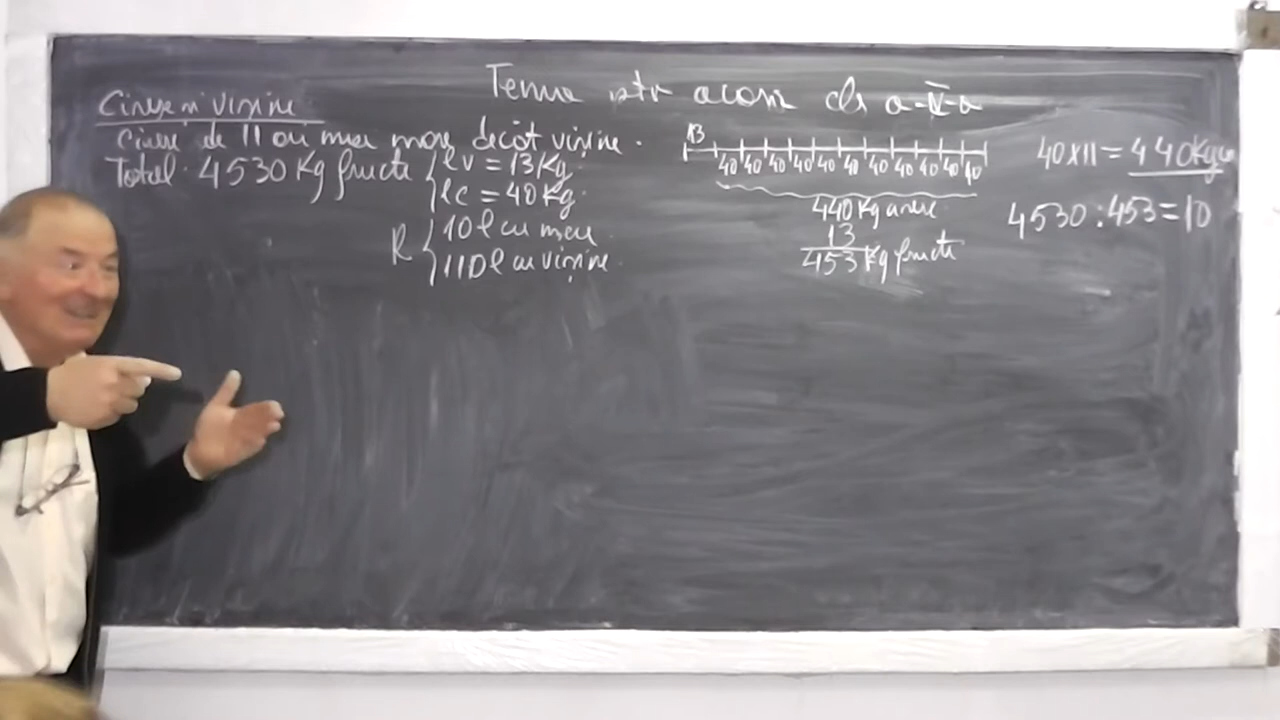 Tema ptr acasă cls a-V-a
Cireșe și vișine
Cireșe de 11 ori mai mari decât vișine.
Total: 4530 Kg fructe
lv = 13 Kg.
lc = 40 Kg.
R
10 l cu
110 l cu vișine.
13
40 40 40 40 40 40 40 40 40 40 40
440 Kg
13
453 Kg fructe
40 x 11 = 440 Kg
4530 : 453 = 10